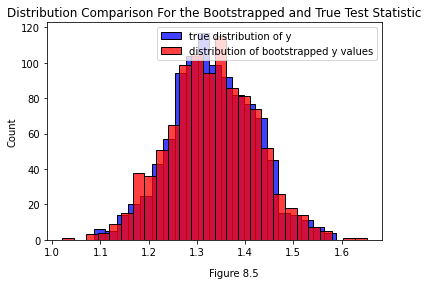 Distribution Comparison For the Bootstrapped and True Test Statistic
true distribution of y
distribution of bootstrapped y values
120
100
80
60
40
20
0
Count
1.0 1.1 1.2 1.3 1.4 1.5 1.6
Figure 8.5